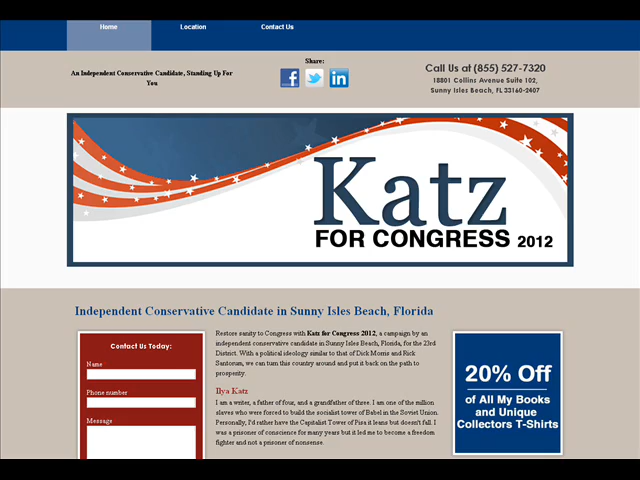 Home
Location
Contact Us
An Independent Conservative Candidate, Standing Up For
You
Share:
Call Us at (855) 527-7320
18801 Collins Avenue Suite 102,
Sunny Isles Beach, FL 33160-2407
Katz
FOR CONGRESS 2012
Independent Conservative Candidate in Sunny Isles Beach, Florida
Contact Us Today:
Name
Phone number
Message
Restore sanity to Congress with Katz for Congress 2012, a campaign by an
independent conservative candidate in Sunny Isles Beach, Florida, for the 23rd
District. With a political ideology similar to that of Dick Morris and Rick
Santorum, we can turn this country around and put it back on the path to
prosperity.
Ilya Katz
I am a writer, a father of four, and a grandfather of three. I am one of the million
slaves who were forced to build the socialist tower of Babel in the Soviet Union.
Personally, I'd rather have the Capitalist Tower of Pisa it leans but doesn't fall. I
was a prisoner of conscience for many years but it led me to become a freedom
fighter and not a prisoner of nonsense.
20% Off
of All My Books
and Unique
Collectors T-Shirts